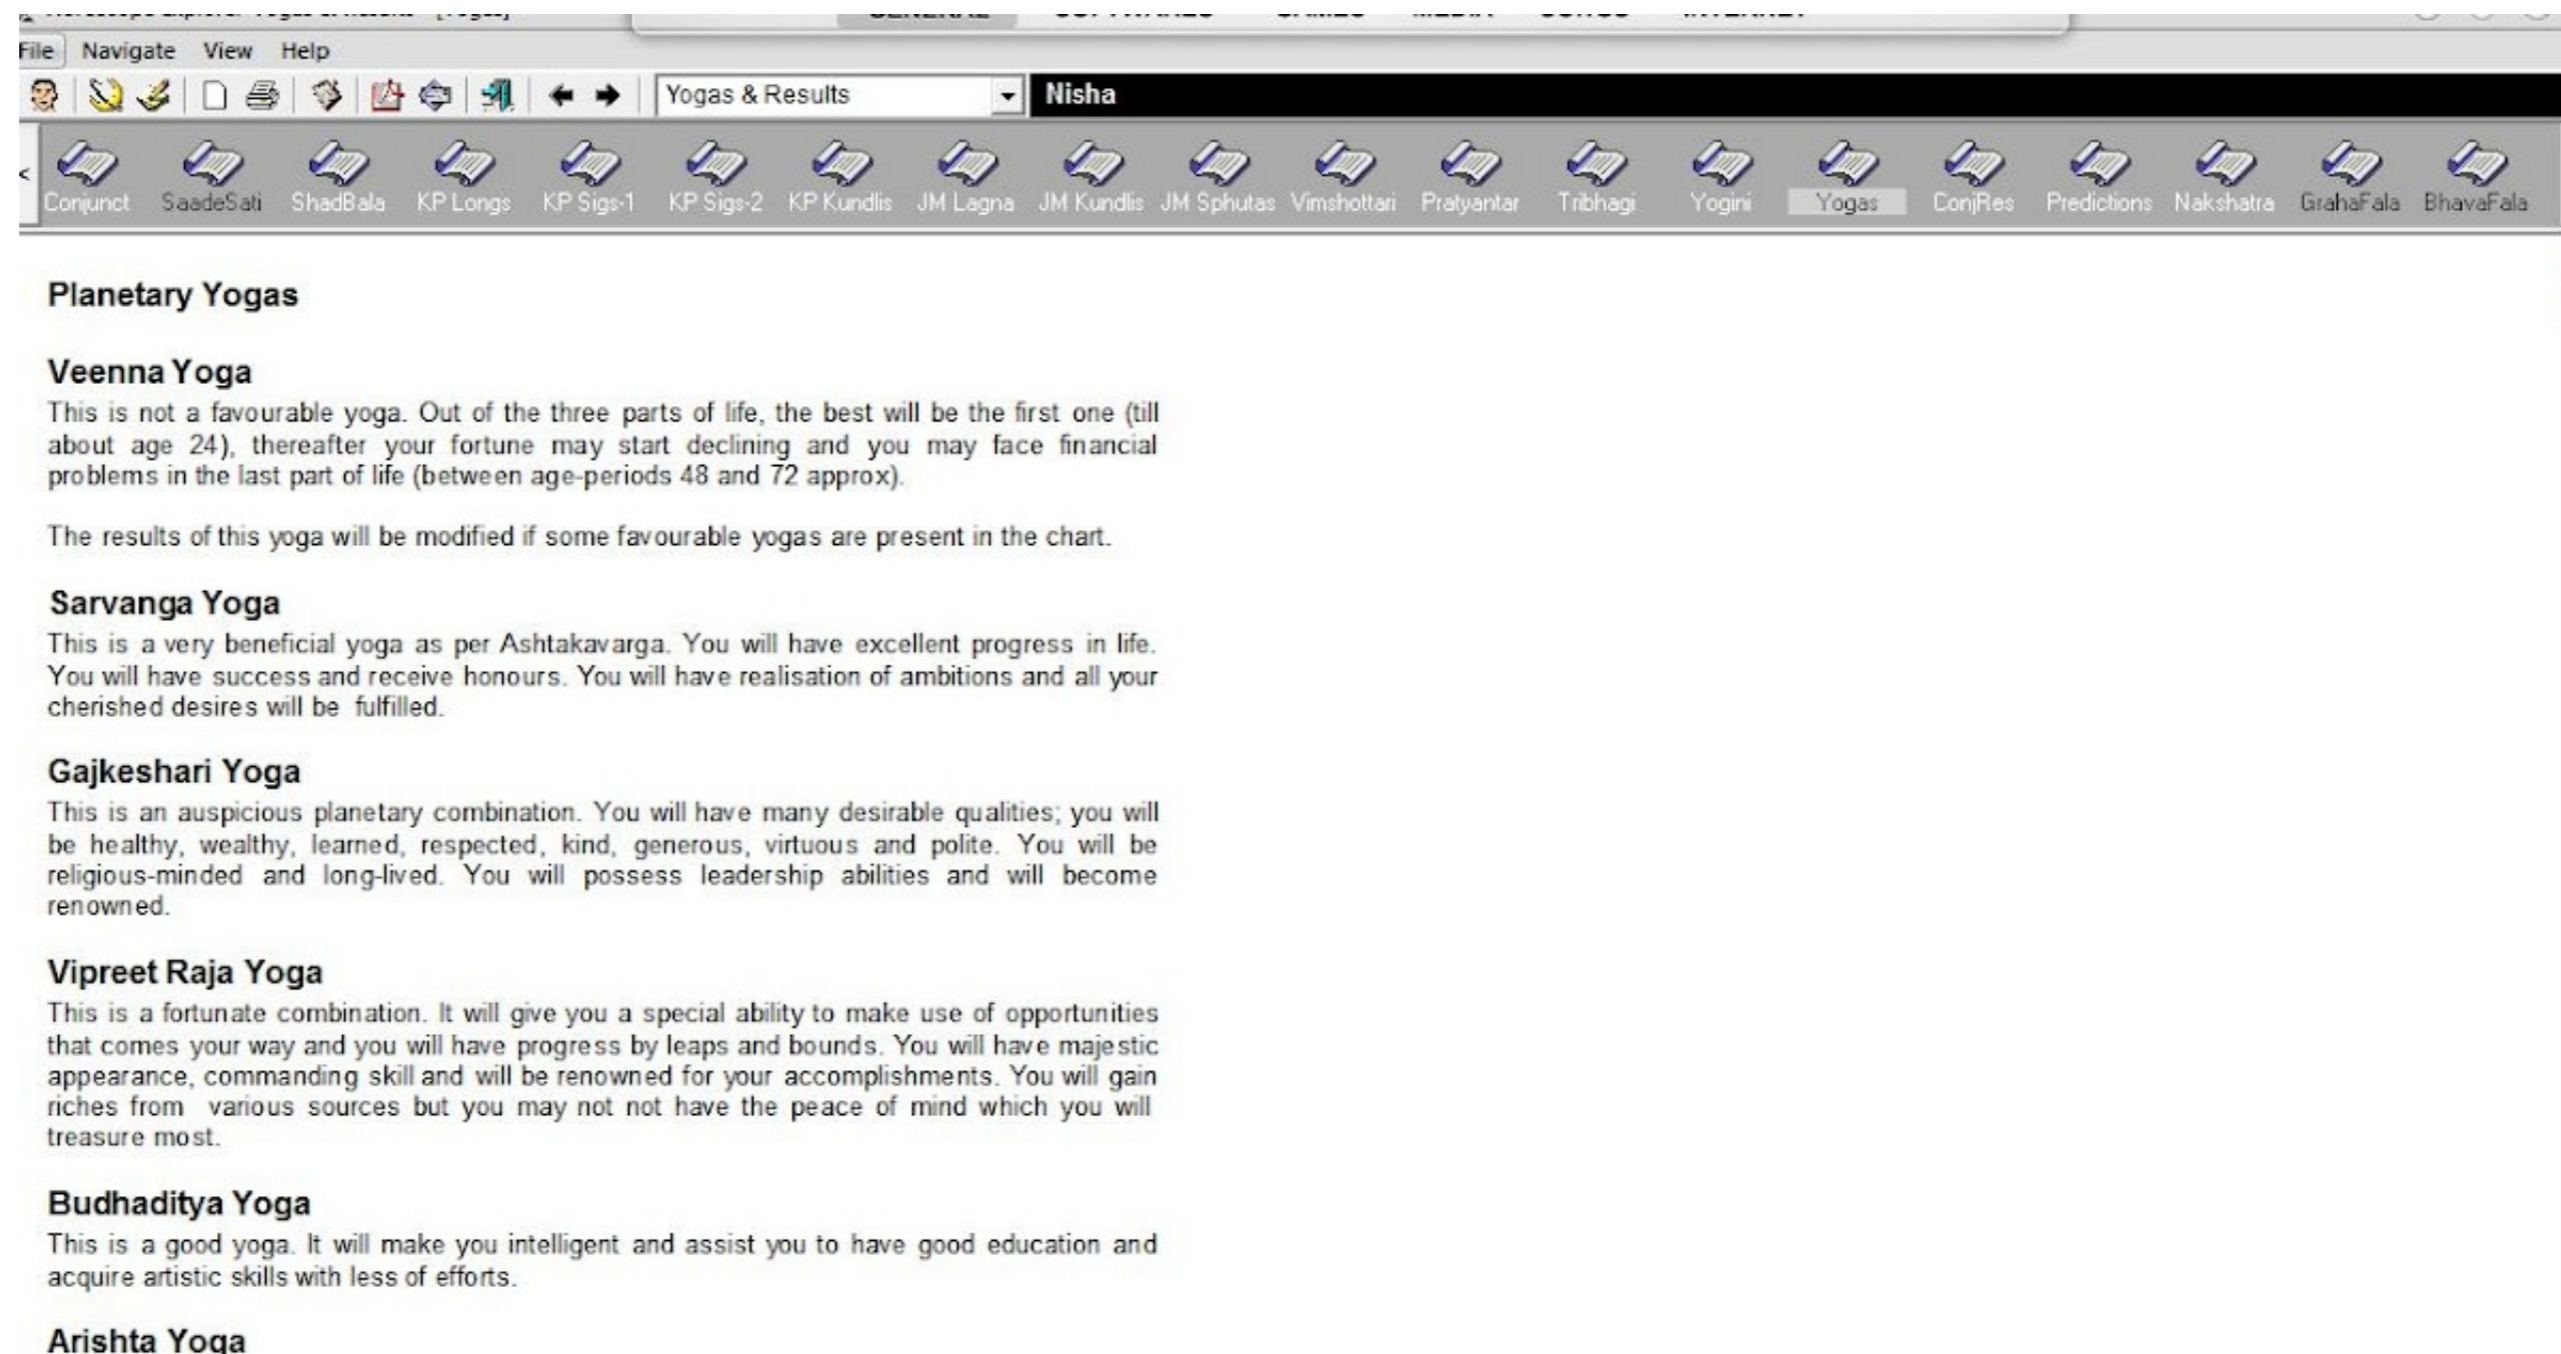 File Navigate View Help
Yogas & Results Nisha
<
Conjunct SaadeSati ShadBala KP Longs KP Sigs-1 KP Sigs-2 KP Kundlis JM Lagna JM Kundlis JM Sphutas Vimshottari Pratyantar Tribhagi Yogini Yogas ConjRes Predictions Nakshatra GrahaFala BhavaFala
Planetary Yogas
Veenna Yoga
This is not a favourable yoga. Out of the three parts of life, the best will be the first one (till
about age 24), thereafter your fortune may start declining and you may face financial
problems in the last part of life (between age-periods 48 and 72 approx).
The results of this yoga will be modified if some favourable yogas are present in the chart.
Sarvanga Yoga
This is a very beneficial yoga as per Ashtakavarga. You will have excellent progress in life.
You will have success and receive honours. You will have realisation of ambitions and all your
cherished desires will be fulfilled.
Gajkeshari Yoga
This is an auspicious planetary combination. You will have many desirable qualities; you will
be healthy, wealthy, learned, respected, kind, generous, virtuous and polite. You will be
religious-minded and long-lived. You will possess leadership abilities and will become
renowned.
Vipreet Raja Yoga
This is a fortunate combination. It will give you a special ability to make use of opportunities
that comes your way and you will have progress by leaps and bounds. You will have majestic
appearance, commanding skill and will be renowned for your accomplishments. You will gain
riches from various sources but you may not not have the peace of mind which you will
treasure most.
Budhaditya Yoga
This is a good yoga. It will make you intelligent and assist you to have good education and
acquire artistic skills with less of efforts.
Arishta Yoga